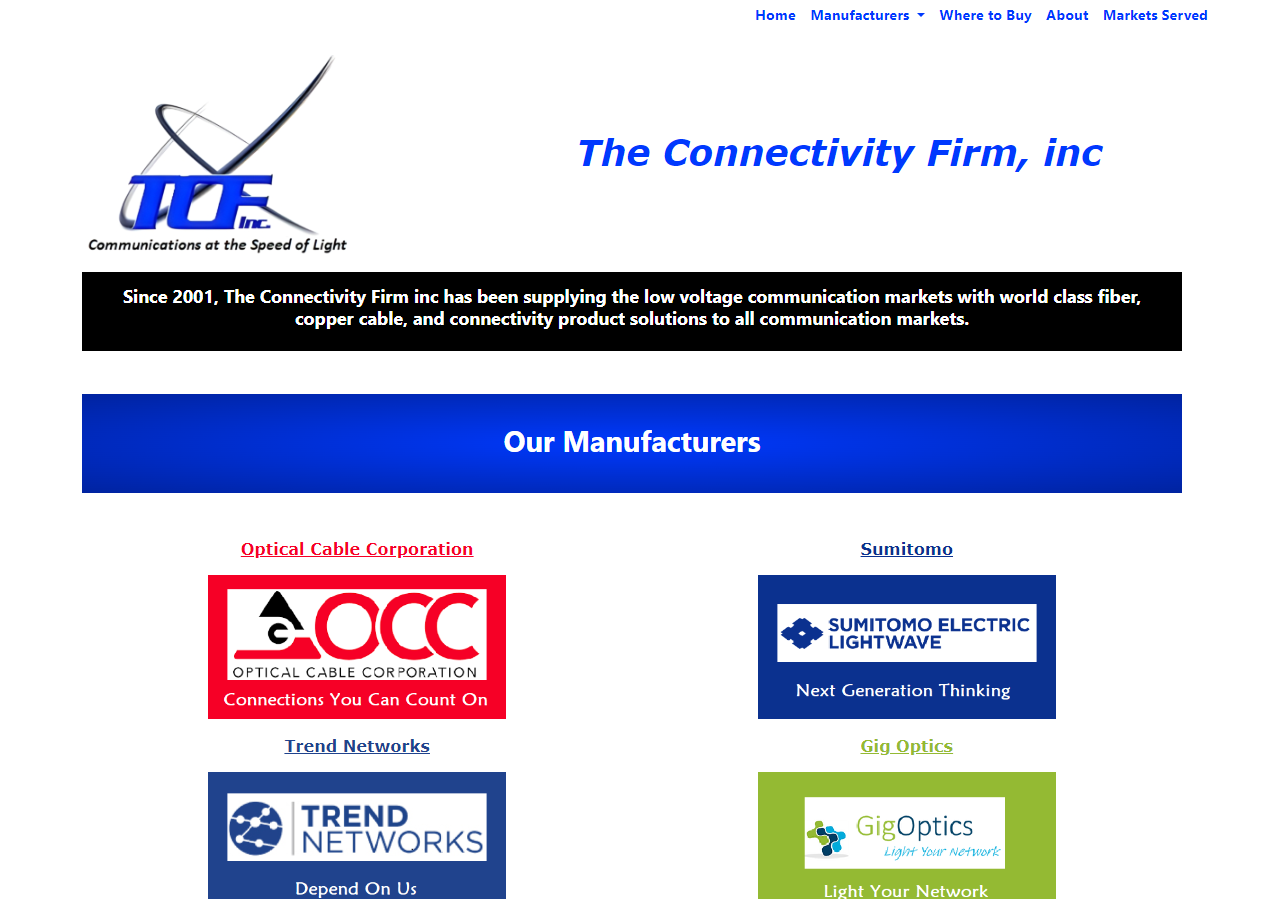 Home Manufacturers Where to Buy About Markets Served
TCF Inc.
Communications at the Speed of Light
The Connectivity Firm, inc
Since 2001, The Connectivity Firm inc has been supplying the low voltage communication markets with world class fiber,
copper cable, and connectivity product solutions to all communication markets.
Our Manufacturers
Optical Cable Corporation
OCC
OPTICAL CABLE CORPORATION
Connections You Can Count On
Sumitomo
SUMITOMO ELECTRIC
LIGHTWAVE
Next Generation Thinking
Trend Networks
TREND
NETWORKS
Depend On Us
Gig Optics
GigOptics
Light Your Network
Light Your Network